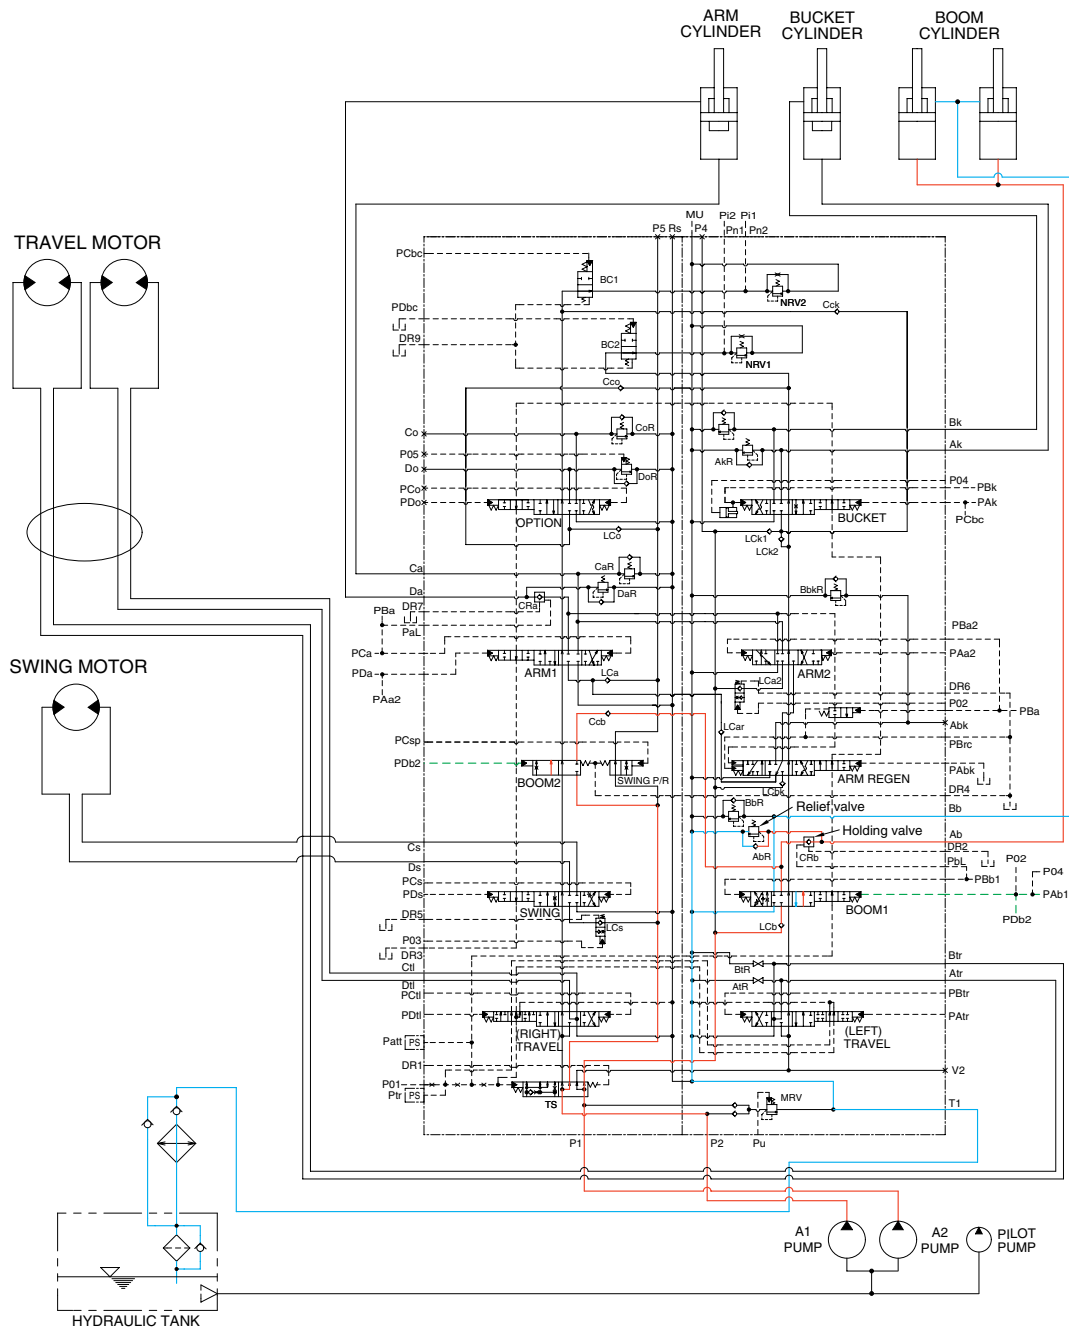 ARM
CYLINDER
BUCKET
CYLINDER
BOOM
CYLINDER
TRAVEL MOTOR
SWING MOTOR
P5 Rs
MU
P4
Pi2 Pi1
Pn1 Pn2
PCbc
BC1
NRV2
Cck
PDbc
DR9
BC2
NRV1
Cco
Co
CoR
Bk
Ak
P05
Do
DoR
AkR
PCo
PDo
OPTION
BUCKET
P04
PBk
PAk
PCbc
LCo
LCk1
LCk2
Ca
CaR
Da
DaR
CRa
BbkR
DR7
PBa
PaL
PCa
PDa
PAa2
ARM1
LCa
ARM2
LCa2
PBa2
PAa2
DR6
P02
PBa
Abk
Ccb
LCar
PCsp
PDb2
BOOM2
SWING P/R
PBrc
PAbk
ARM REGEN
LCbk
DR4
BbR
Relief valve
Bb
Holding valve
Ab
AbR
CRb
DR2
PbL
P02
P04
PBb1
PAb1
PDb2
Cs
Ds
PCs
PDs
SWING
BOOM1
DR5
LCs
LCb
P03
DR3
Ctl
Dtl
PCtl
PDtl
BtR
Btr
AtR
Atr
PBtr
PAtr
(RIGHT)
TRAVEL
(LEFT)
TRAVEL
Patt PS
DR1
P01
Ptr PS
TS
V2
MRV
T1
P1
P2
Pu
A1
PUMP
A2
PUMP
PILOT
PUMP
HYDRAULIC TANK